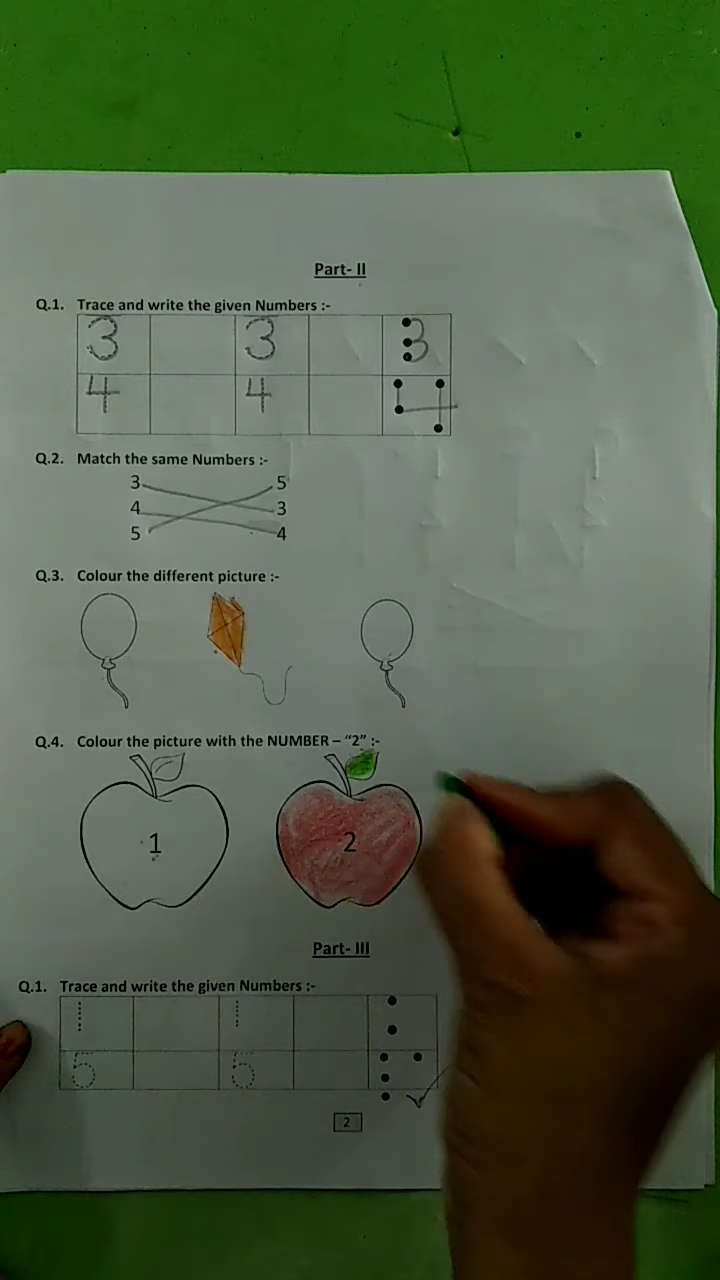 Part- II
Q.1. Trace and write the given Numbers :-
3 3 3
4 4 4
Q.2. Match the same Numbers :-
3 5
4 3
5 4
Q.3. Colour the different picture :-
Q.4. Colour the picture with the NUMBER – “2” :-
1 2
Part- III
Q.1. Trace and write the given Numbers :-
1 1
5 5
2